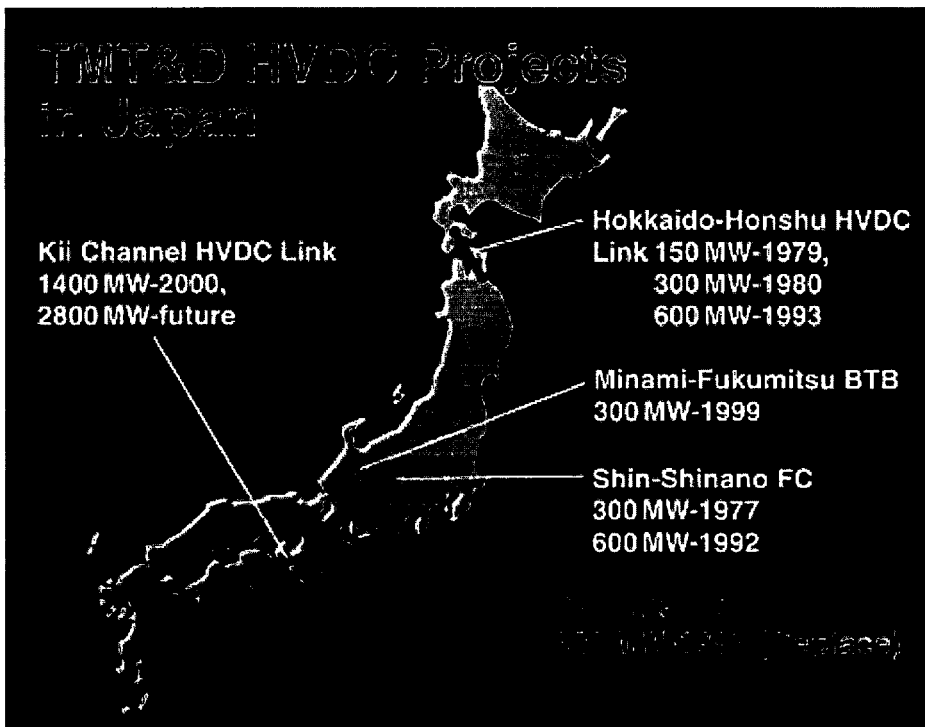 TMT&D HVDC Projects
in Japan
Hokkaido-Honshu HVDC
Link 150 MW-1979,
300 MW-1980
600 MW-1993
Kii Channel HVDC Link
1400 MW-2000,
2800 MW-future
Minami-Fukumitsu BTB
300 MW-1999
Shin-Shinano FC
300 MW-1977
600 MW-1992